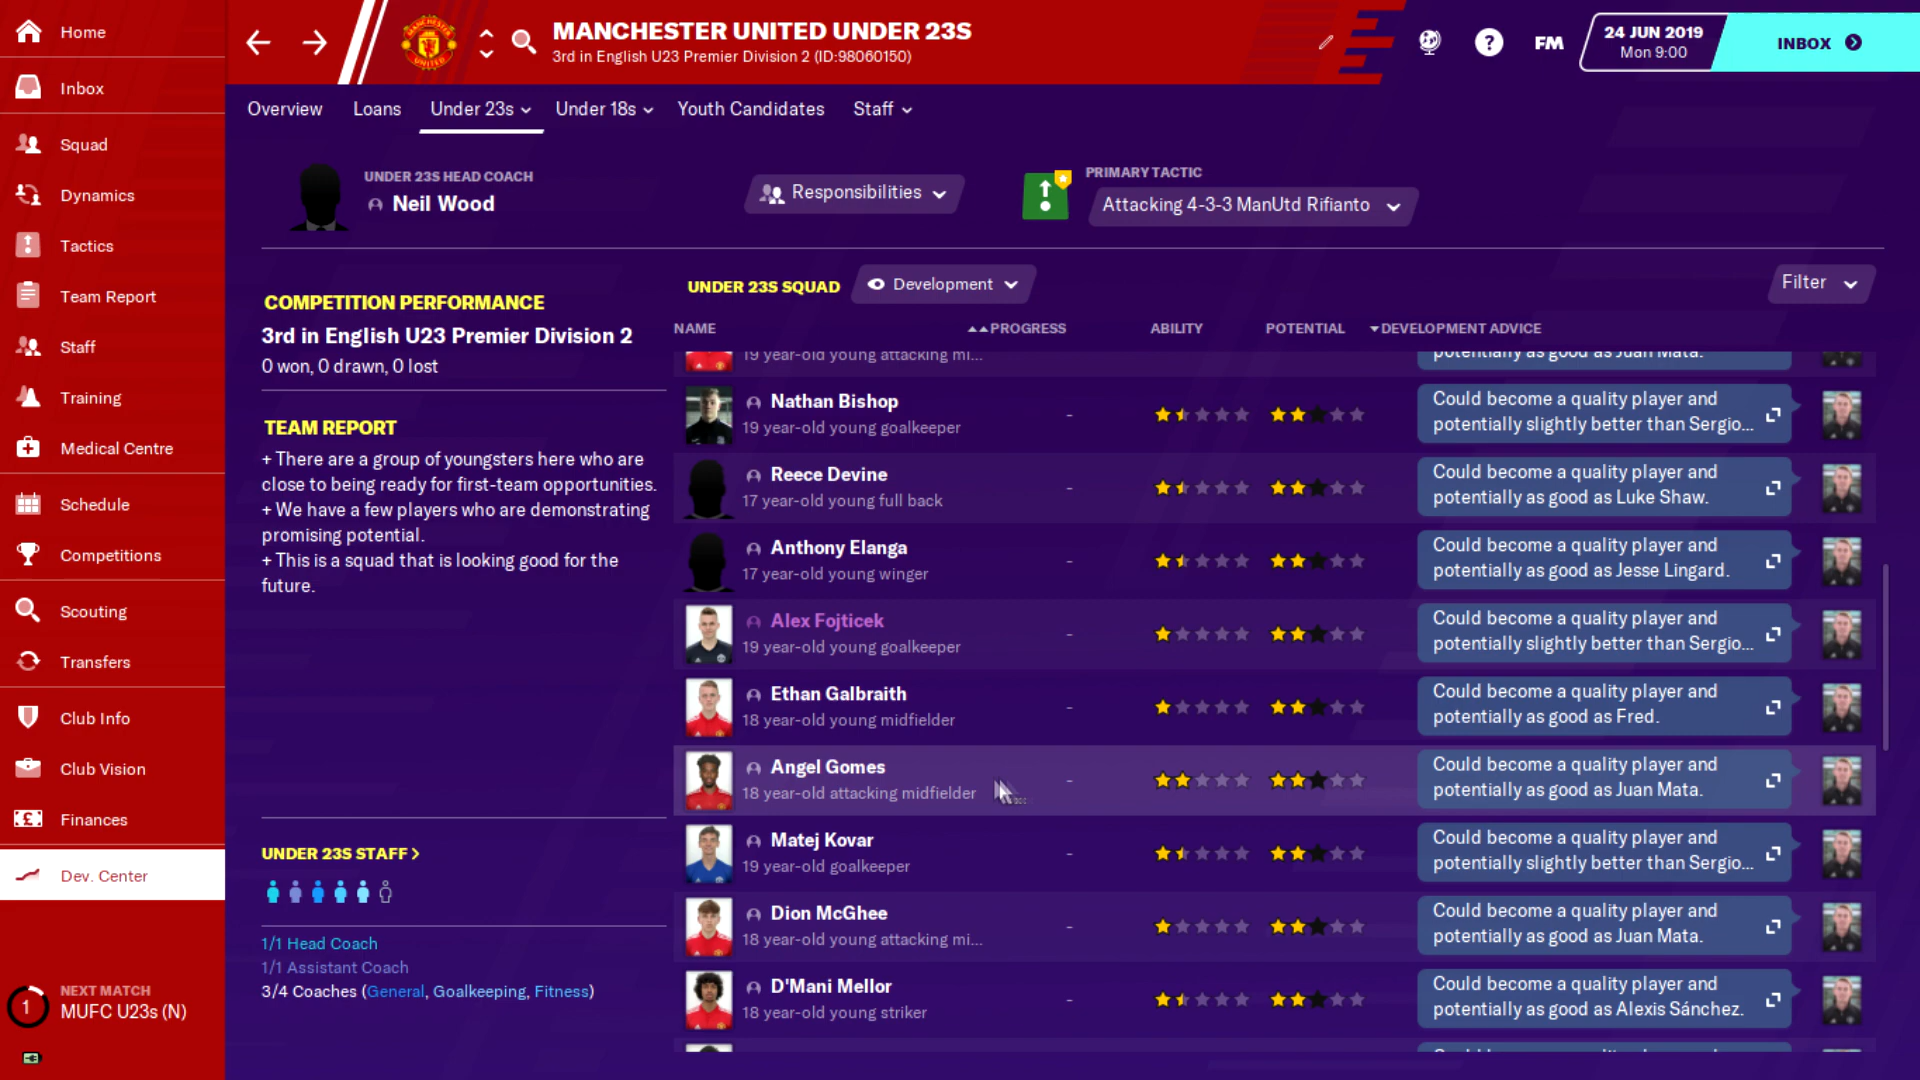 Home
Inbox
Squad
Dynamics
Tactics
Team Report
Staff
Training
Medical Centre
Schedule
Competitions
Scouting
Transfers
Club Info
Club Vision
Finances
Dev. Center
1
NEXT MATCH
MUFC U23s (N)
MANCHESTER UNITED UNDER 23S
3rd in English U23 Premier Division 2 (ID:98060150)
?
FM
24 JUN 2019
Mon 9:00
INBOX
Overview
Loans
Under 23s
Under 18s
Youth Candidates
Staff
UNDER 23S HEAD COACH
Neil Wood
Responsibilities
PRIMARY TACTIC
Attacking 4-3-3 ManUtd Rifianto
COMPETITION PERFORMANCE
3rd in English U23 Premier Division 2
0 won, 0 drawn, 0 lost
TEAM REPORT
+ There are a group of youngsters here who are
close to being ready for first-team opportunities.
+ We have a few players who are demonstrating
promising potential.
+ This is a squad that is looking good for the
future.
UNDER 23S STAFF >
1/1 Head Coach
1/1 Assistant Coach
3/4 Coaches (General, Goalkeeping, Fitness)
UNDER 23S SQUAD
Development
Filter
NAME PROGRESS ABILITY POTENTIAL DEVELOPMENT ADVICE
19 year-old young attacking mi...
potentially as good as Juan Mata.
Nathan Bishop
19 year-old young goalkeeper
-
Could become a quality player and
potentially slightly better than Sergio...
Reece Devine
17 year-old young full back
-
Could become a quality player and
potentially as good as Luke Shaw.
Anthony Elanga
17 year-old young winger
-
Could become a quality player and
potentially as good as Jesse Lingard.
Alex Fojticek
19 year-old young goalkeeper
-
Could become a quality player and
potentially slightly better than Sergio...
Ethan Galbraith
18 year-old young midfielder
-
Could become a quality player and
potentially as good as Fred.
Angel Gomes
18 year-old attacking midfielder
-
Could become a quality player and
potentially as good as Juan Mata.
Matej Kovar
19 year-old goalkeeper
-
Could become a quality player and
potentially slightly better than Sergio...
Dion McGhee
18 year-old young attacking mi...
-
Could become a quality player and
potentially as good as Juan Mata.
D'Mani Mellor
18 year-old young striker
-
Could become a quality player and
potentially as good as Alexis Sánchez.